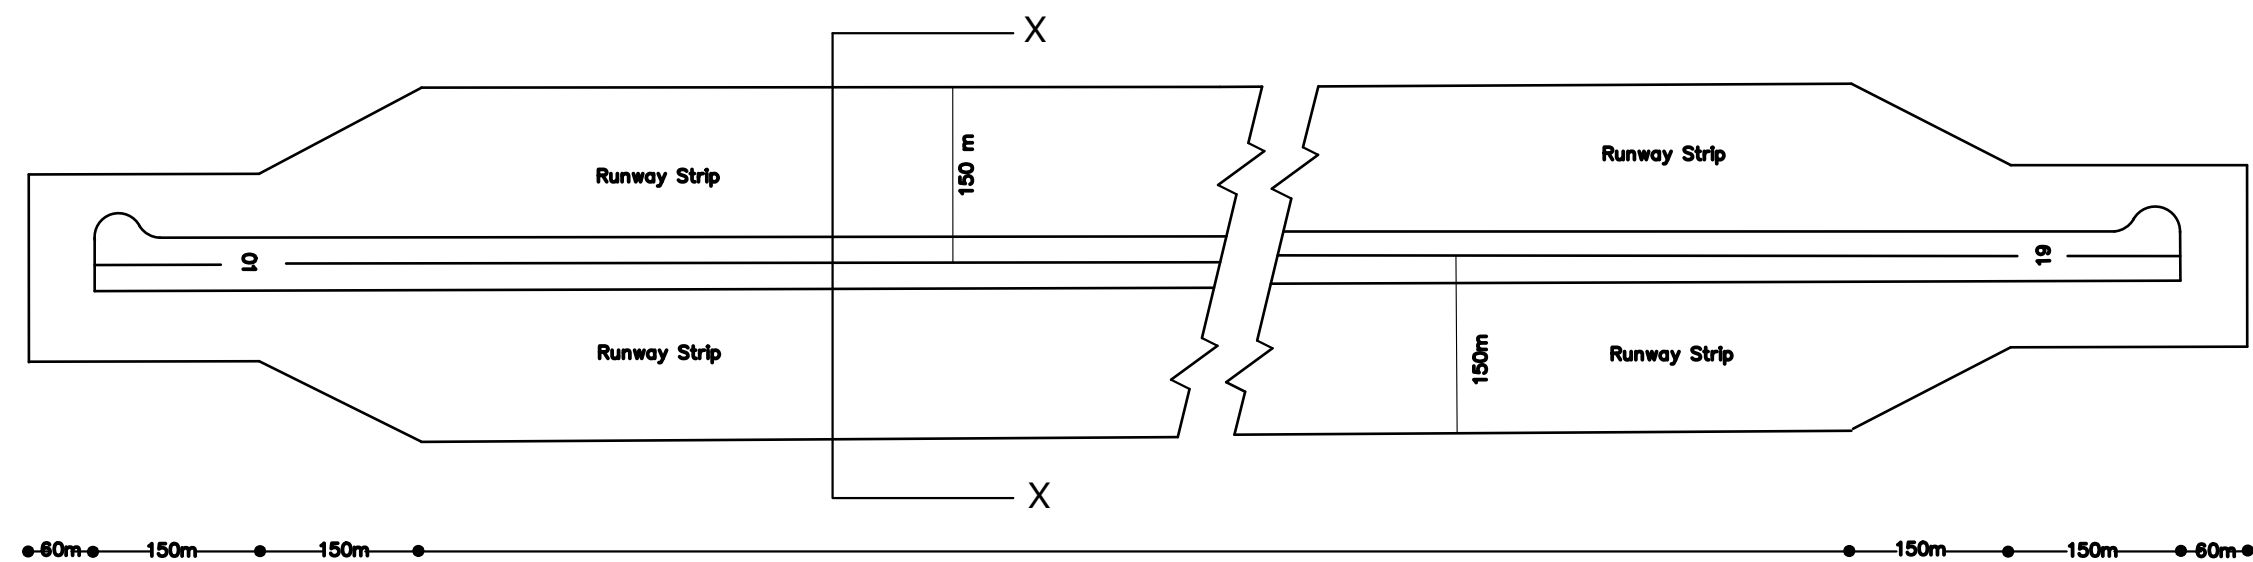 X
Runway Strip
150 m
Runway Strip
01
19
Runway Strip
150m
Runway Strip
X
60m 150m 150m 150m 150m 60m